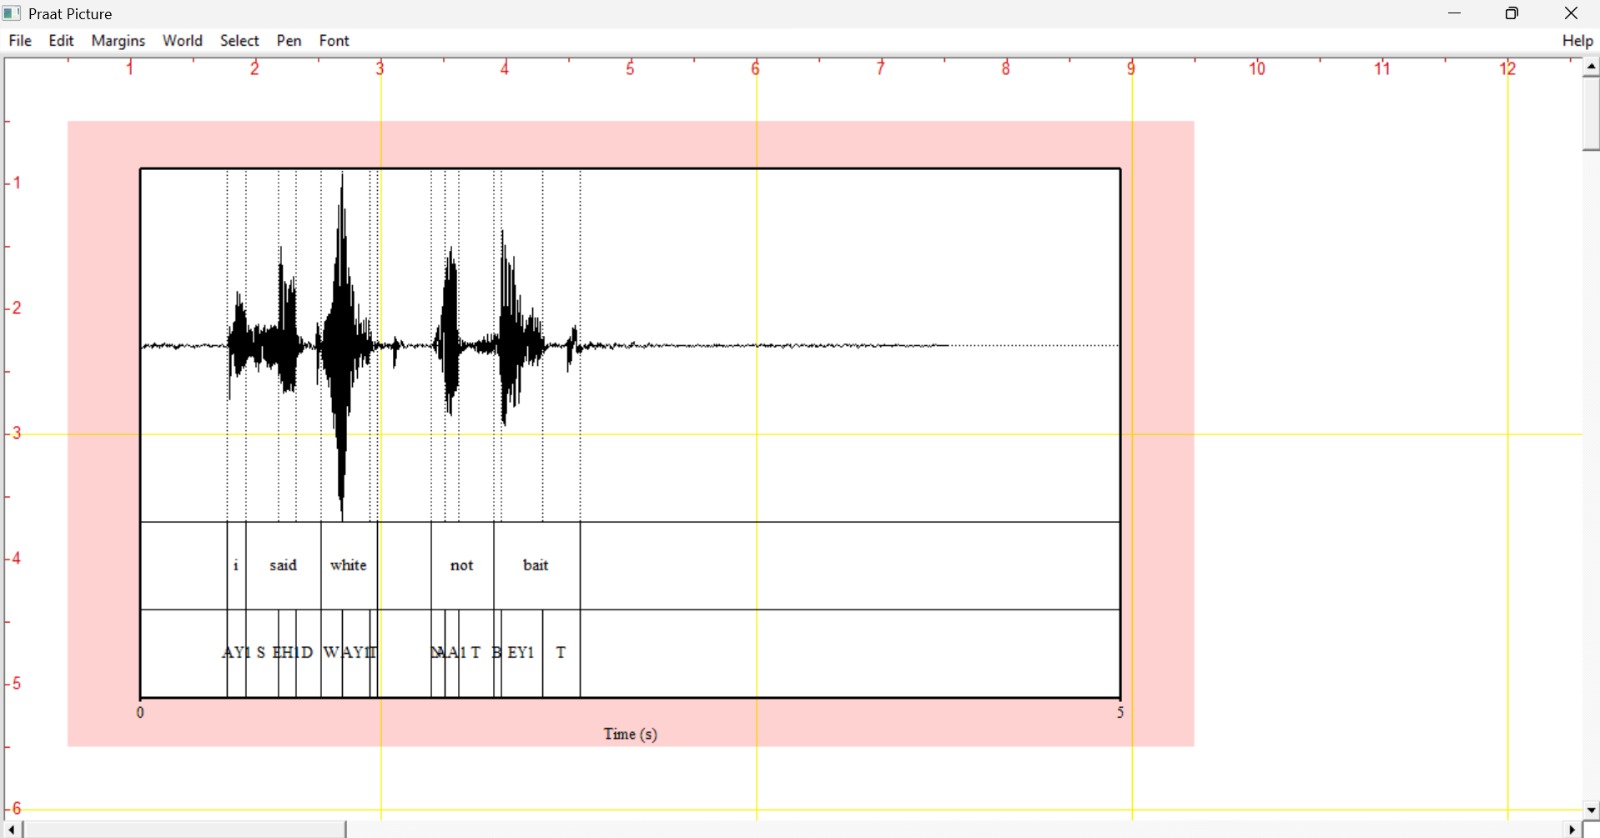 Praat Picture
File Edit Margins World Select Pen Font Help
1 2 3 4 5 6 7 8 9 10 11 12
1
2
3
4
5
6
i said white not bait
AY1 S EH1 D W AY1 T N AA1 T B EY1 T
0 5
Time (s)